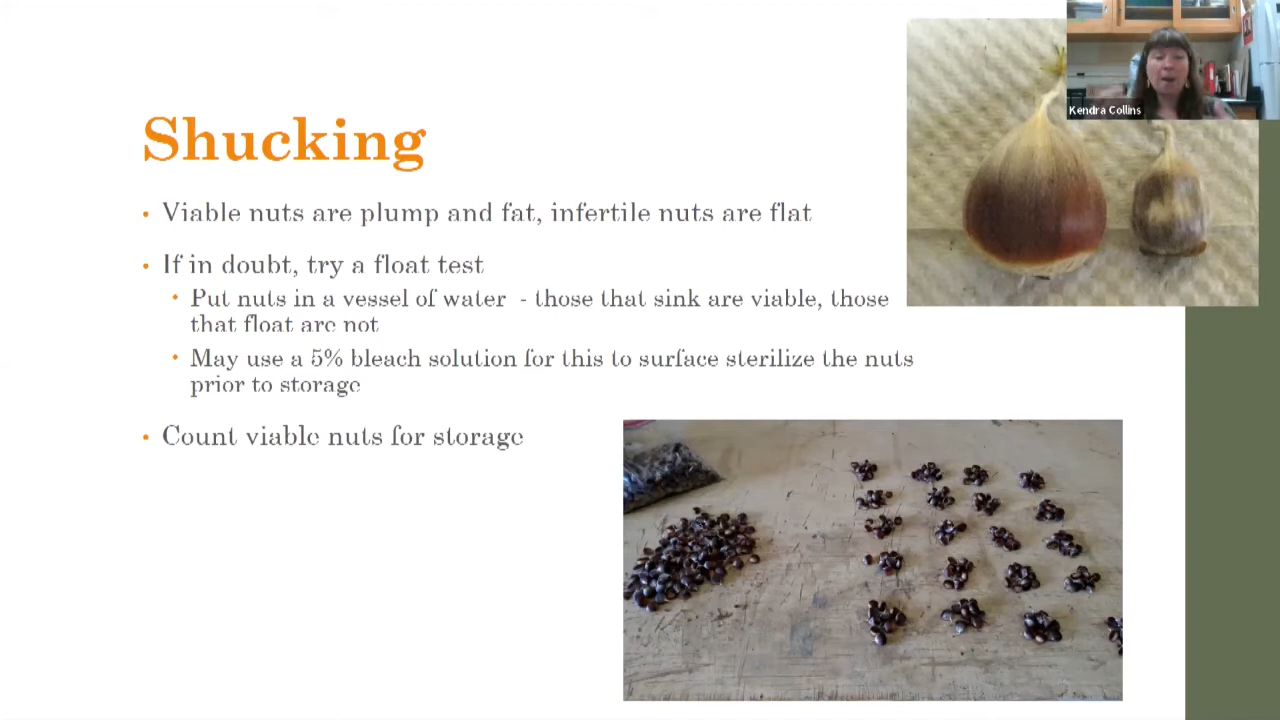 Kendra Collins
Shucking
• Viable nuts are plump and fat, infertile nuts are flat
• If in doubt, try a float test
• Put nuts in a vessel of water - those that sink are viable, those
that float are not
• May use a 5% bleach solution for this to surface sterilize the nuts
prior to storage
• Count viable nuts for storage